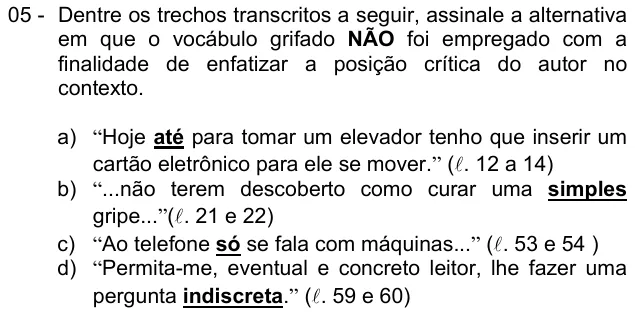 05 - Dentre os trechos transcritos a seguir, assinale a alternativa
em que o vocábulo grifado NÃO foi empregado com a
finalidade de enfatizar a posição crítica do autor no
contexto.
a) “Hoje até para tomar um elevador tenho que inserir um
cartão eletrônico para ele se mover.” (ℓ. 12 a 14)
b) “...não terem descoberto como curar uma simples
gripe...”(ℓ. 21 e 22)
c) “Ao telefone só se fala com máquinas...” (ℓ. 53 e 54 )
d) “Permita-me, eventual e concreto leitor, lhe fazer uma
pergunta indiscreta.” (ℓ. 59 e 60)